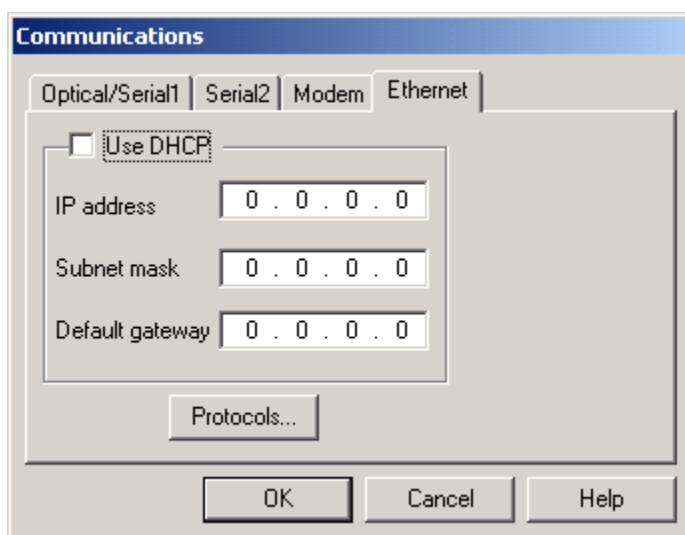 Communications
Optical/Serial1 Serial2 Modem Ethernet
Use DHCP
IP address 0 . 0 . 0 . 0
Subnet mask 0 . 0 . 0 . 0
Default gateway 0 . 0 . 0 . 0
Protocols...
OK Cancel Help